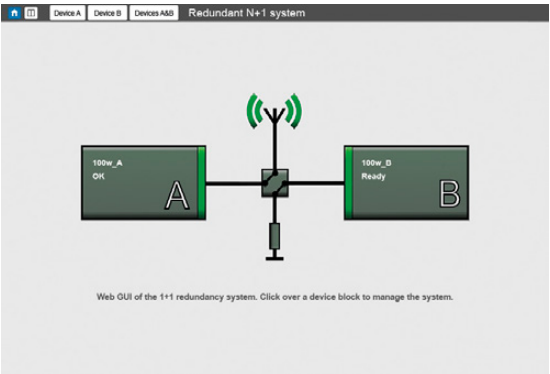 Device A Device B Devices A&B Redundant N+1 system
100w_A
OK
A
100w_B
Ready
B
Web GUI of the 1+1 redundancy system. Click over a device block to manage the system.